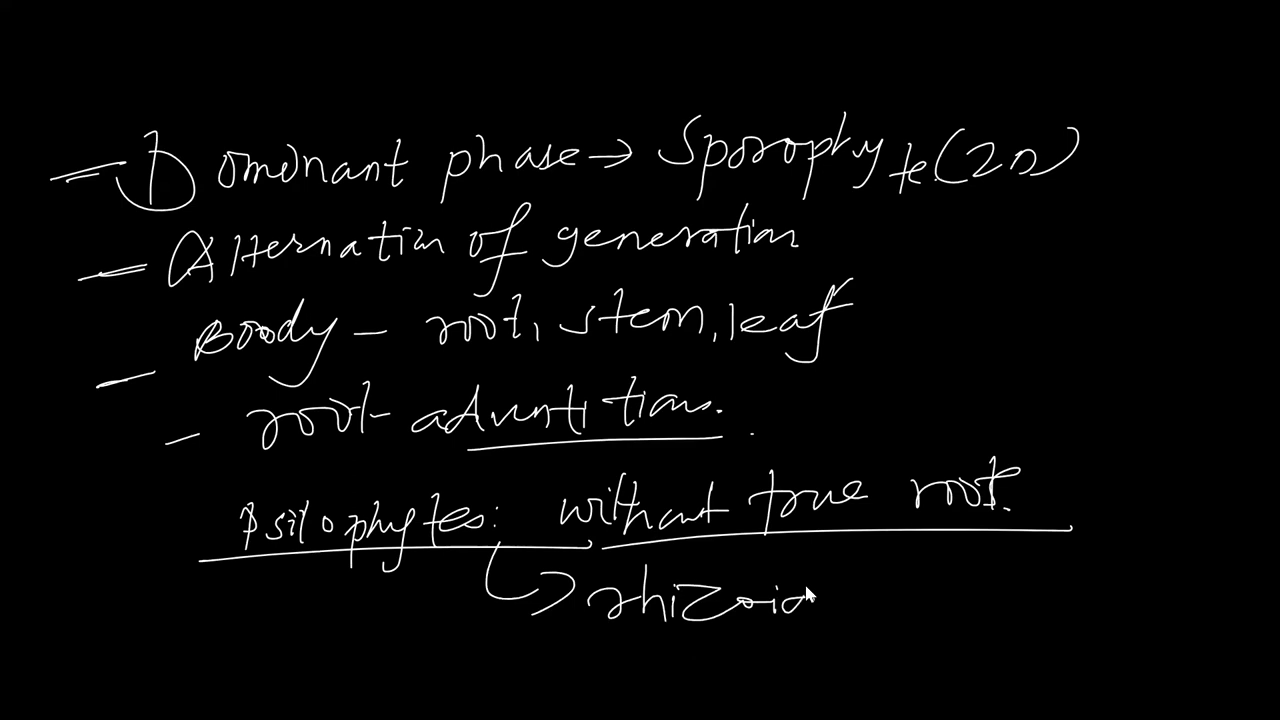 = Dominant phase → Sporophyte (2n)
- Alternation of generation
- Body - root, stem, leaf
- root - adventitious.
Psilophytes: without true root.
↳ rhizoid